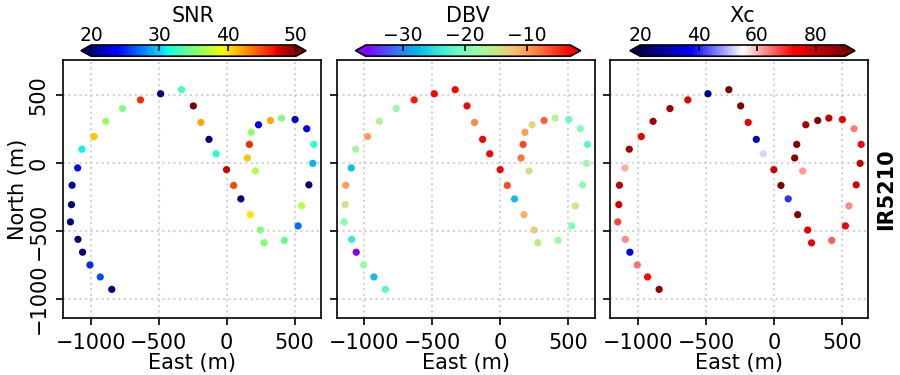 SNR
DBV
Xc
20 30 40 50
−30 −20 −10
20 40 60 80
North (m)
500
0
−500
−1000
IR5210
−1000 −500 0 500
−1000 −500 0 500
−1000 −500 0 500
East (m)
East (m)
East (m)